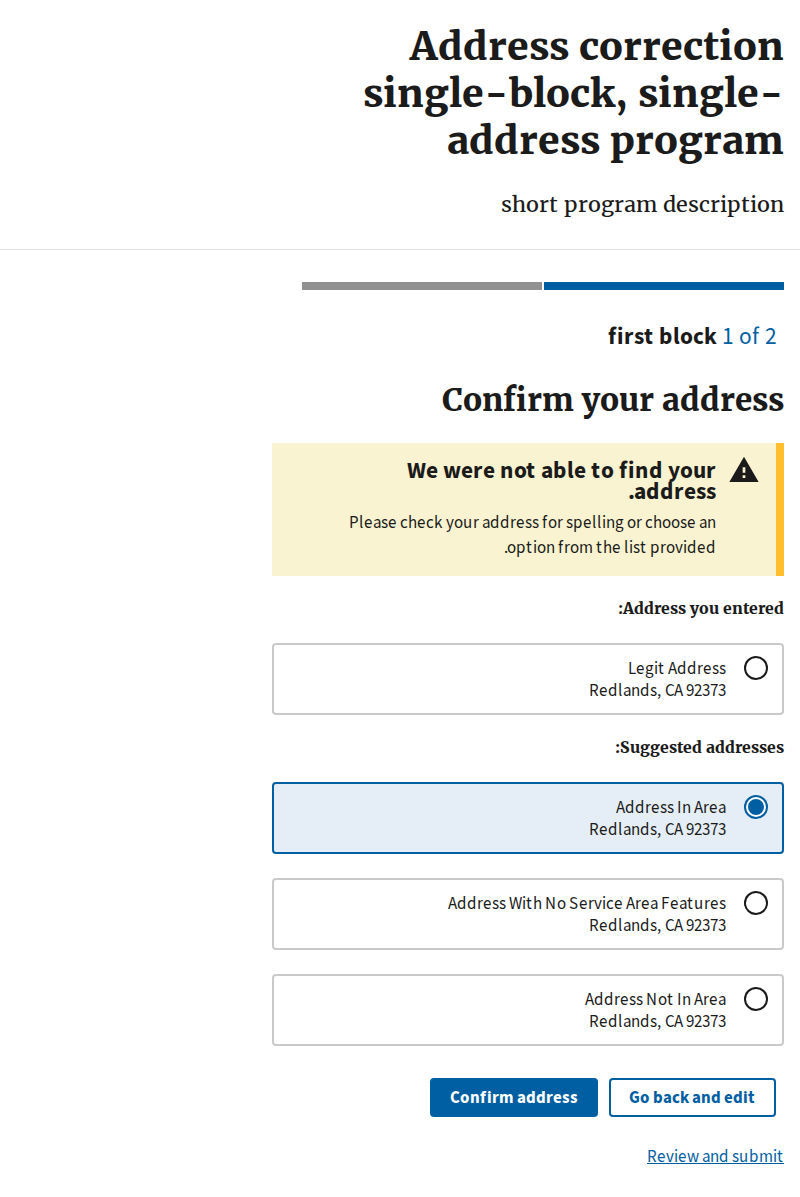 Address correction
single-block, single-
address program
short program description
first block 1 of 2
Confirm your address
We were not able to find your
.address
Please check your address for spelling or choose an
.option from the list provided
:Address you entered
Legit Address
Redlands, CA 92373
:Suggested addresses
Address In Area
Redlands, CA 92373
Address With No Service Area Features
Redlands, CA 92373
Address Not In Area
Redlands, CA 92373
Confirm address Go back and edit
Review and submit